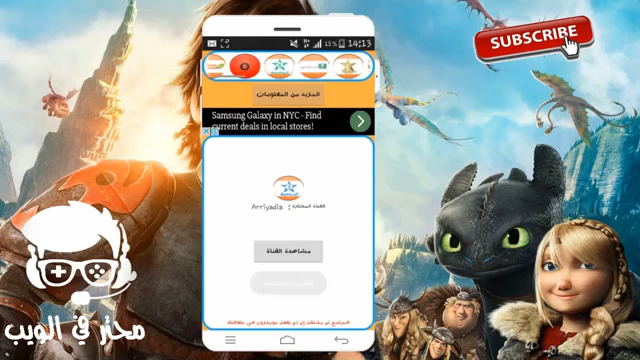 14:13
15%
SUBSCRIBE
المزيد من المعلومات
Samsung Galaxy in NYC - Find
current deals in local stores!
القناة المختارة : Arriyadia
مشاهدة القناة
محترف في الويب